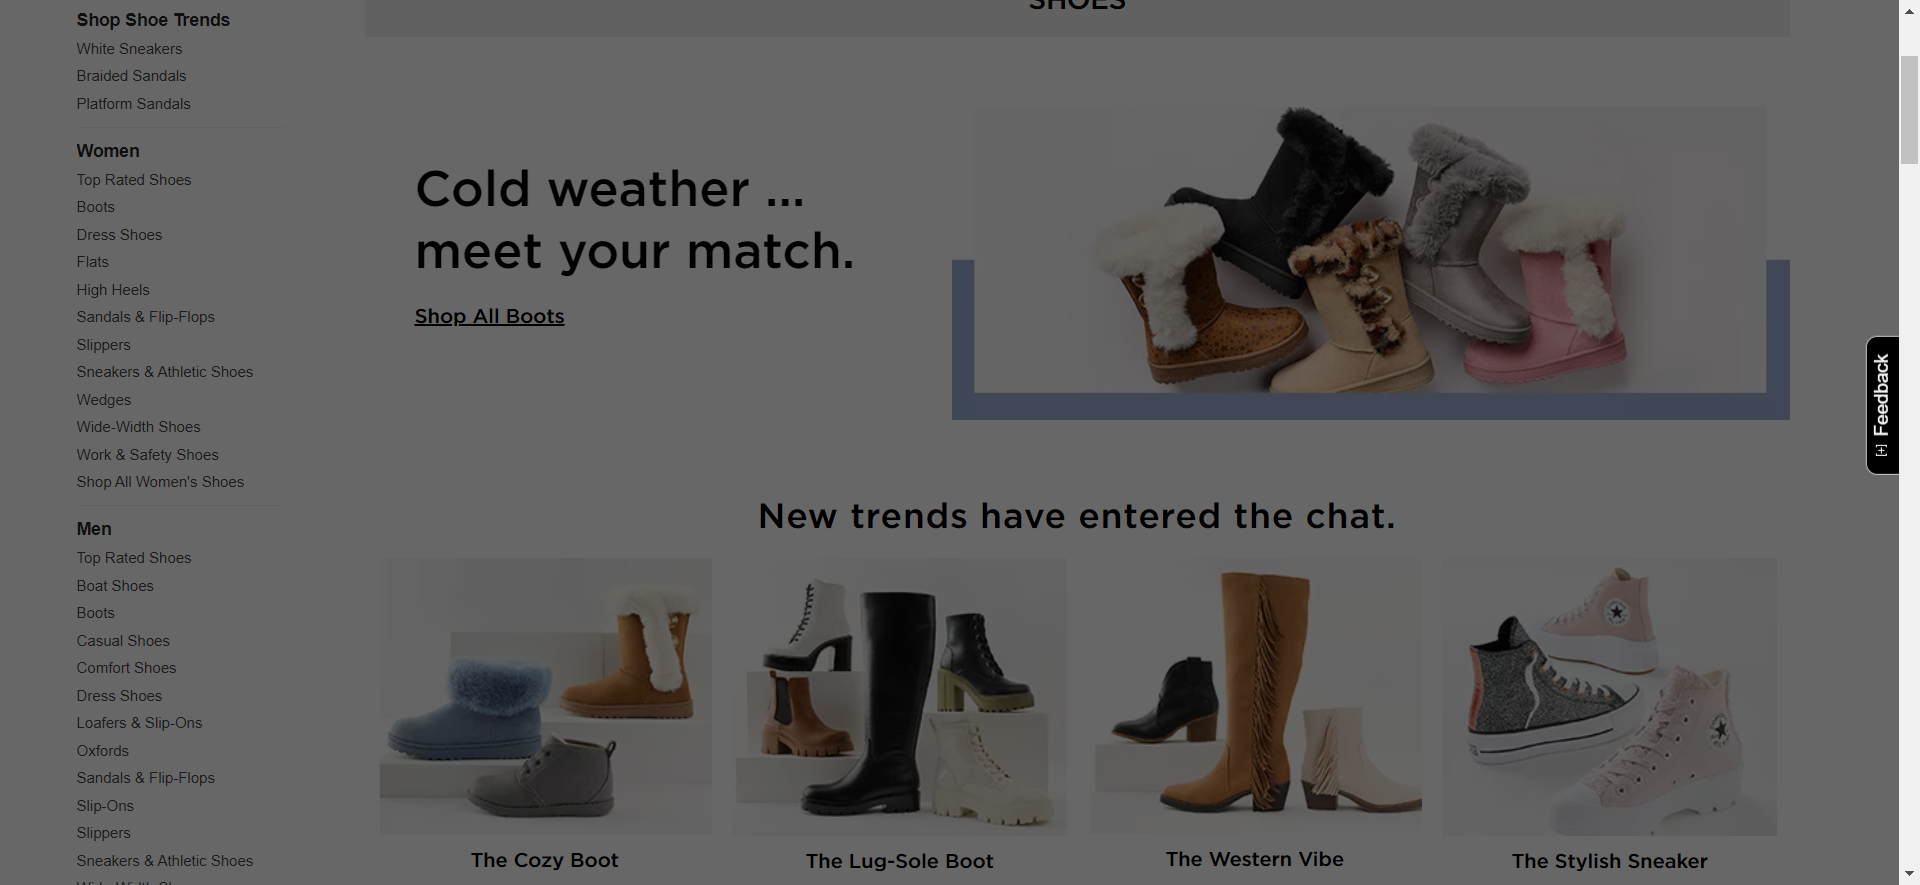 SHOES
Shop Shoe Trends
White Sneakers
Braided Sandals
Platform Sandals
Women
Top Rated Shoes
Boots
Dress Shoes
Flats
High Heels
Sandals & Flip-Flops
Slippers
Sneakers & Athletic Shoes
Wedges
Wide-Width Shoes
Work & Safety Shoes
Shop All Women's Shoes
Men
Top Rated Shoes
Boat Shoes
Boots
Casual Shoes
Comfort Shoes
Dress Shoes
Loafers & Slip-Ons
Oxfords
Sandals & Flip-Flops
Slip-Ons
Slippers
Sneakers & Athletic Shoes
Cold weather ...
meet your match.
Shop All Boots
New trends have entered the chat.
The Cozy Boot
The Lug-Sole Boot
The Western Vibe
The Stylish Sneaker
[+] Feedback